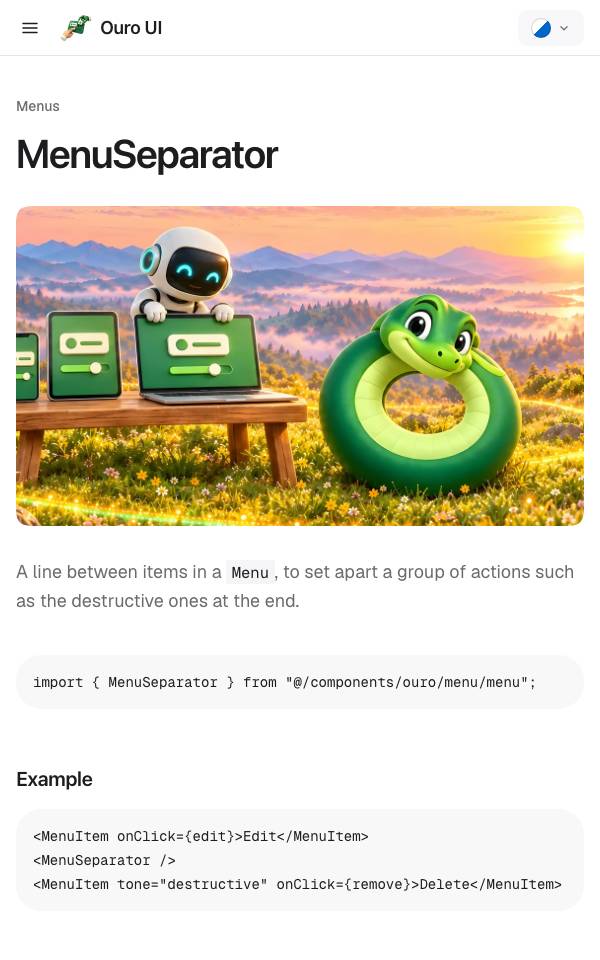 Ouro UI
Menus
MenuSeparator
A line between items in a Menu, to set apart a group of actions such
as the destructive ones at the end.
import { MenuSeparator } from "@/components/ouro/menu/menu";
Example
<MenuItem onClick={edit}>Edit</MenuItem>
<MenuSeparator />
<MenuItem tone="destructive" onClick={remove}>Delete</MenuItem>